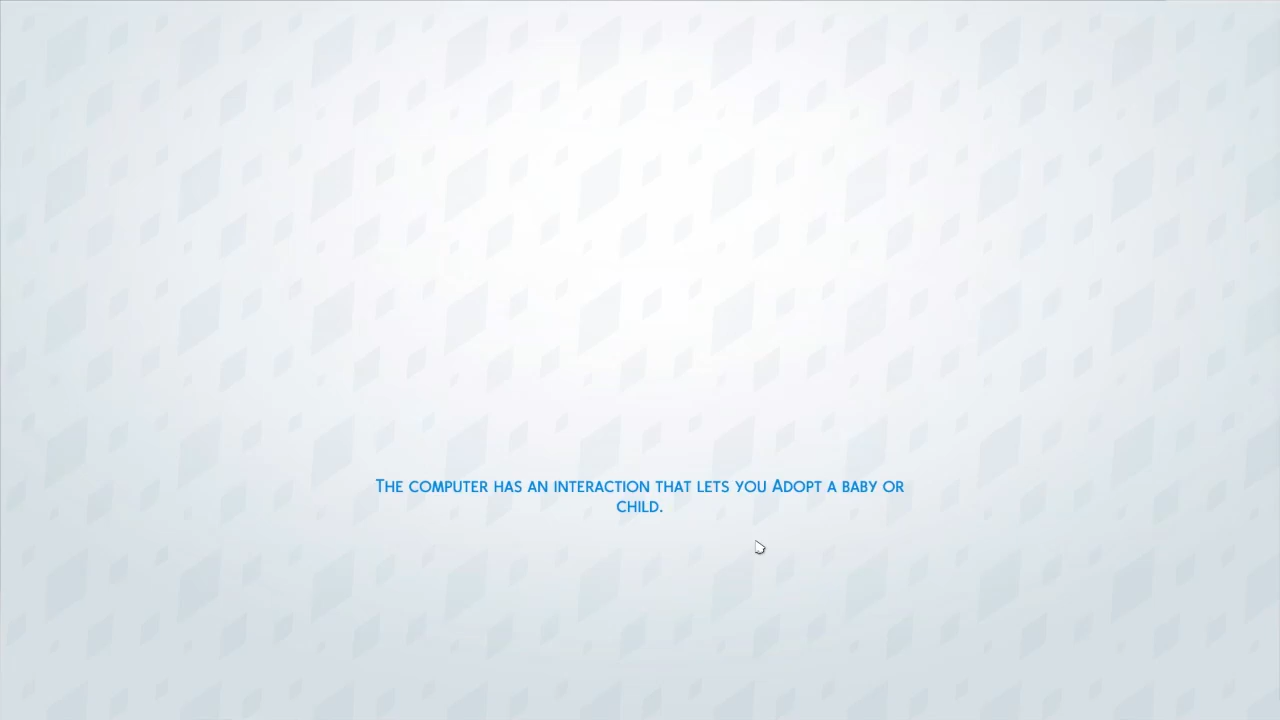 The computer has an interaction that lets you Adopt a baby or
child.